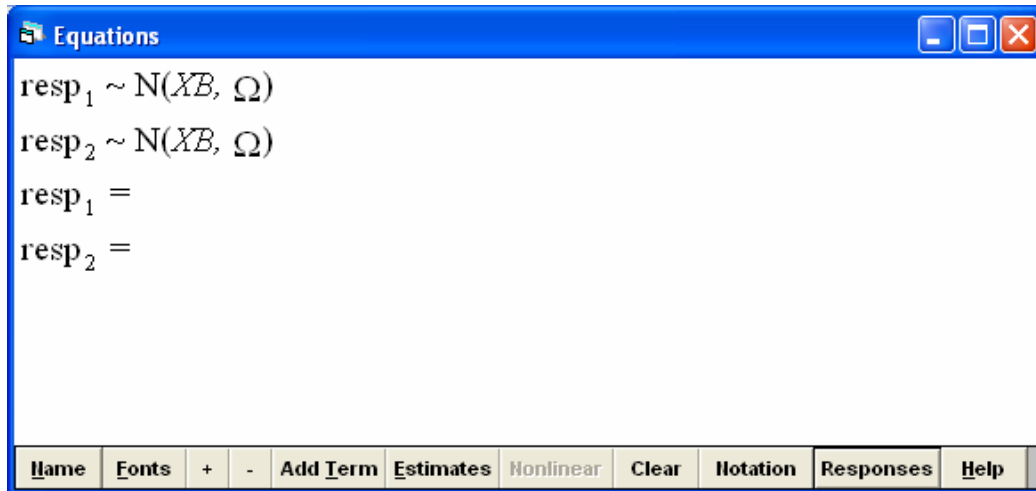 Equations
resp₁ ~ N(XB, Ω)
resp₂ ~ N(XB, Ω)
resp₁ =
resp₂ =
Name Fonts + - Add Term Estimates Nonlinear Clear Notation Responses Help